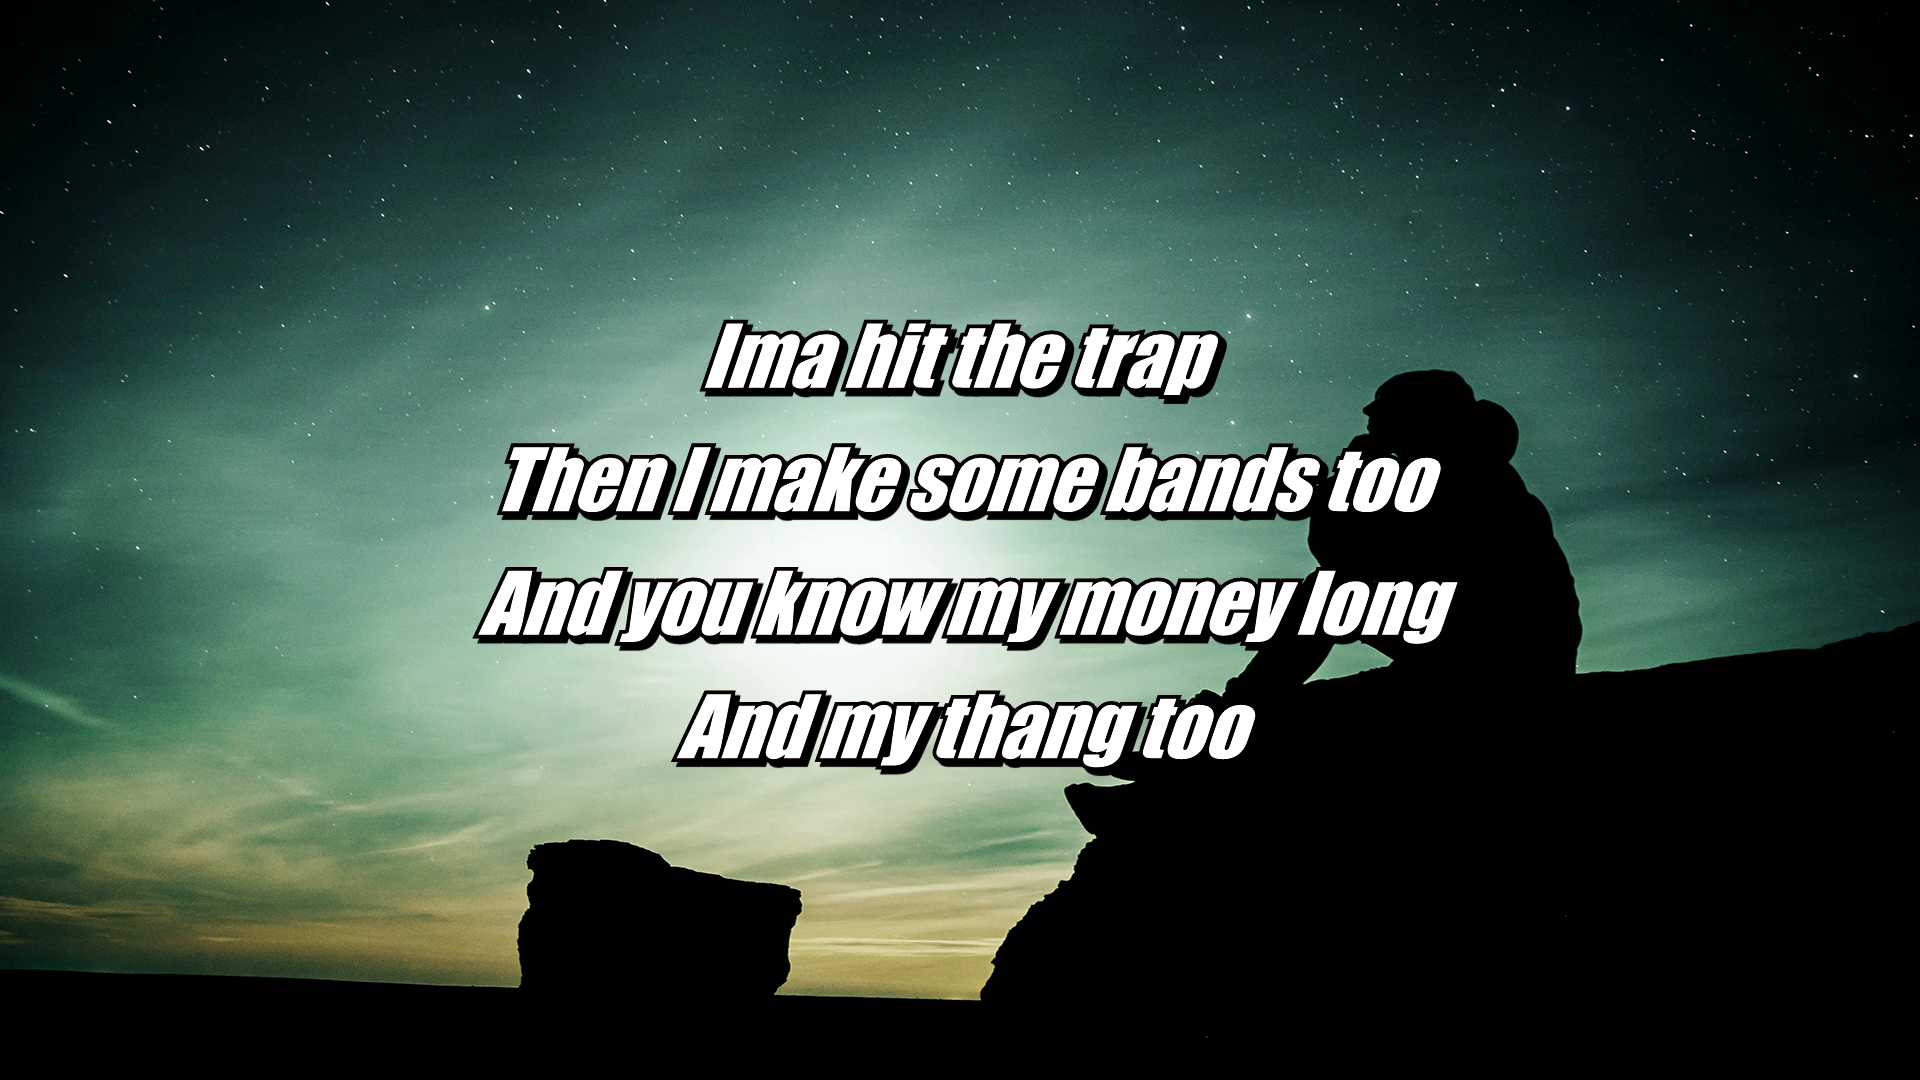 Ima hit the trap
Then I make some bands too
And you know my money long
And my thang too